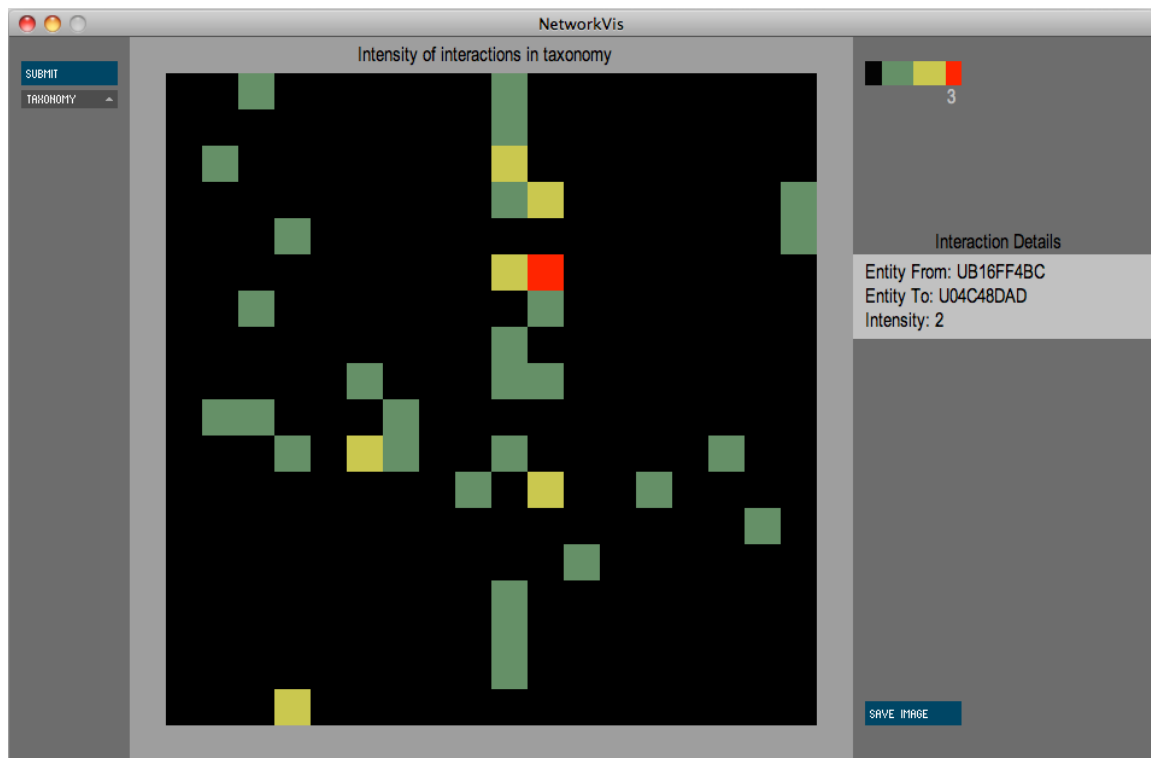 NetworkVis
Intensity of interactions in taxonomy
SUBMIT
TAXONOMY
3
Interaction Details
Entity From: UB16FF4BC
Entity To: U04C48DAD
Intensity: 2
SAVE IMAGE